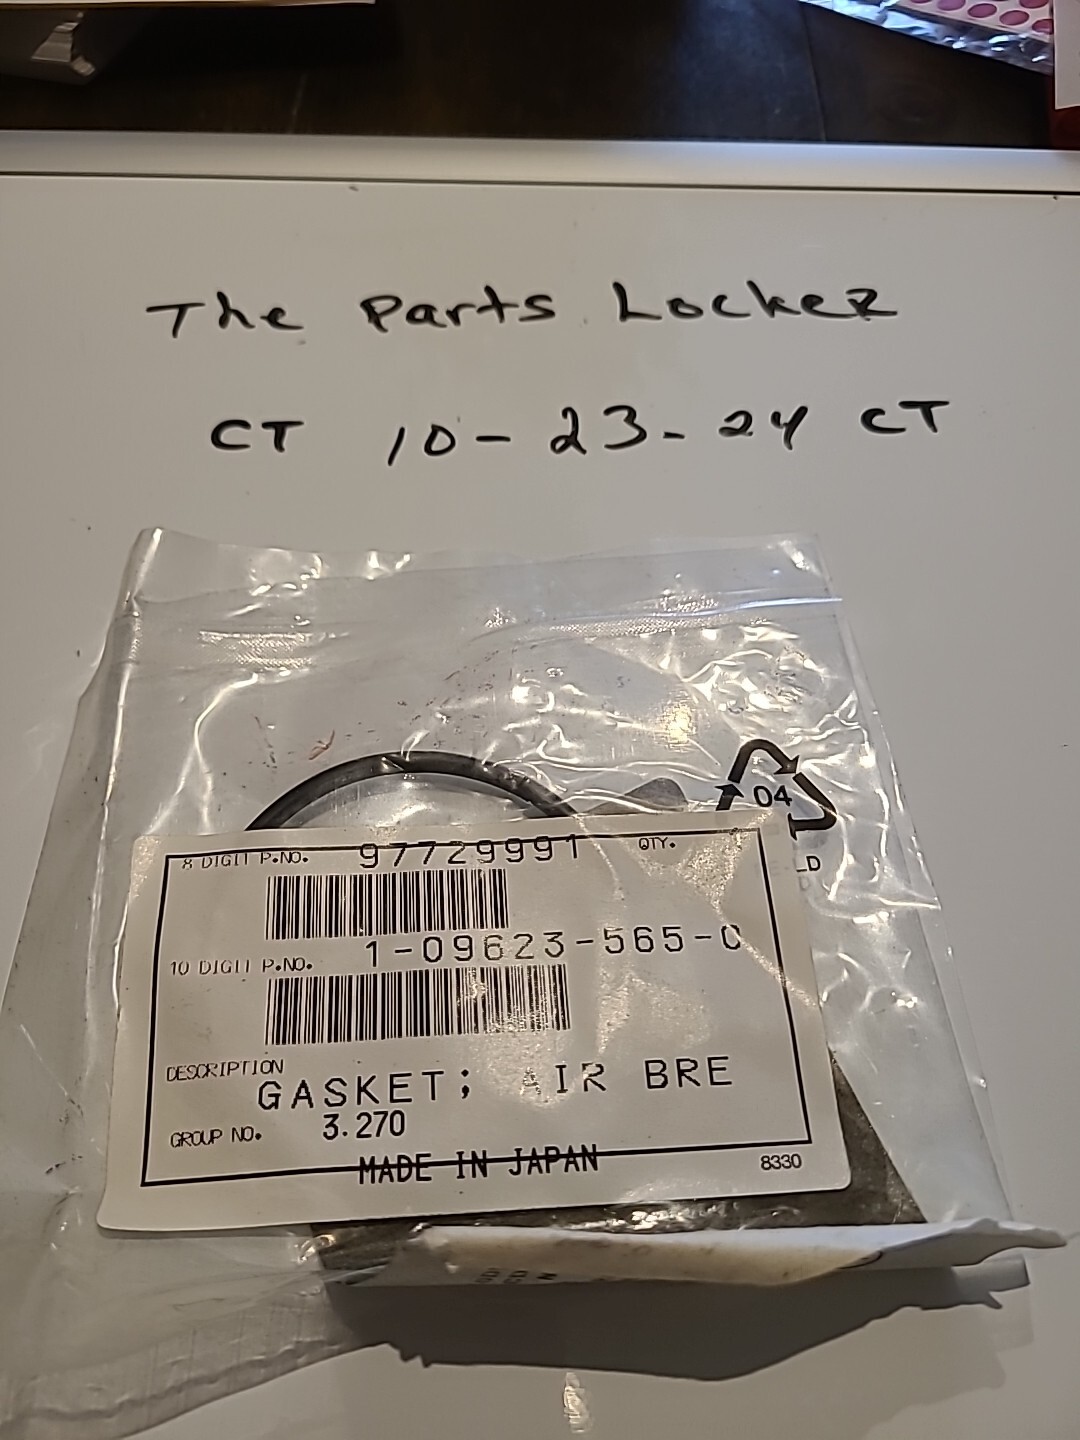 The Parts Locker
CT 10-23-24 CT
04
LD
8 DIGIT P.NO. 97729991 QTY.
10 DIGIT P.NO. 1-09623-565-0
DESCRIPTION
GASKET; AIR BRE
GROUP NO. 3.270
MADE IN JAPAN
8330